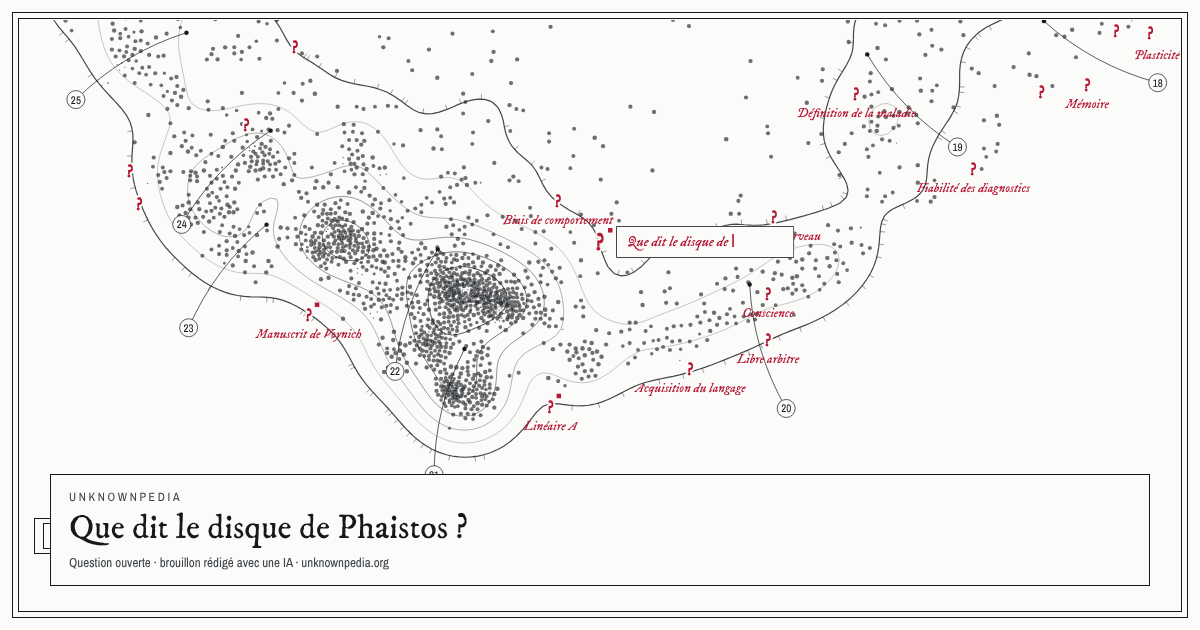 ?
?
Plasticité
25
?
18
?
?
Mémoire
?
Définition de la maladie
?
19
?
?
Fiabilité des diagnostics
?
?
24
Biais de comportement
?
?
Que dit le disque de
rveau
?
Conscience
?
Manuscrit de Voynich
23
?
Libre arbitre
22
?
Acquisition du langage
?
20
Linéaire A
UNKNOWNPEDIA
Que dit le disque de Phaistos ?
Question ouverte · brouillon rédigé avec une IA · unknownpedia.org